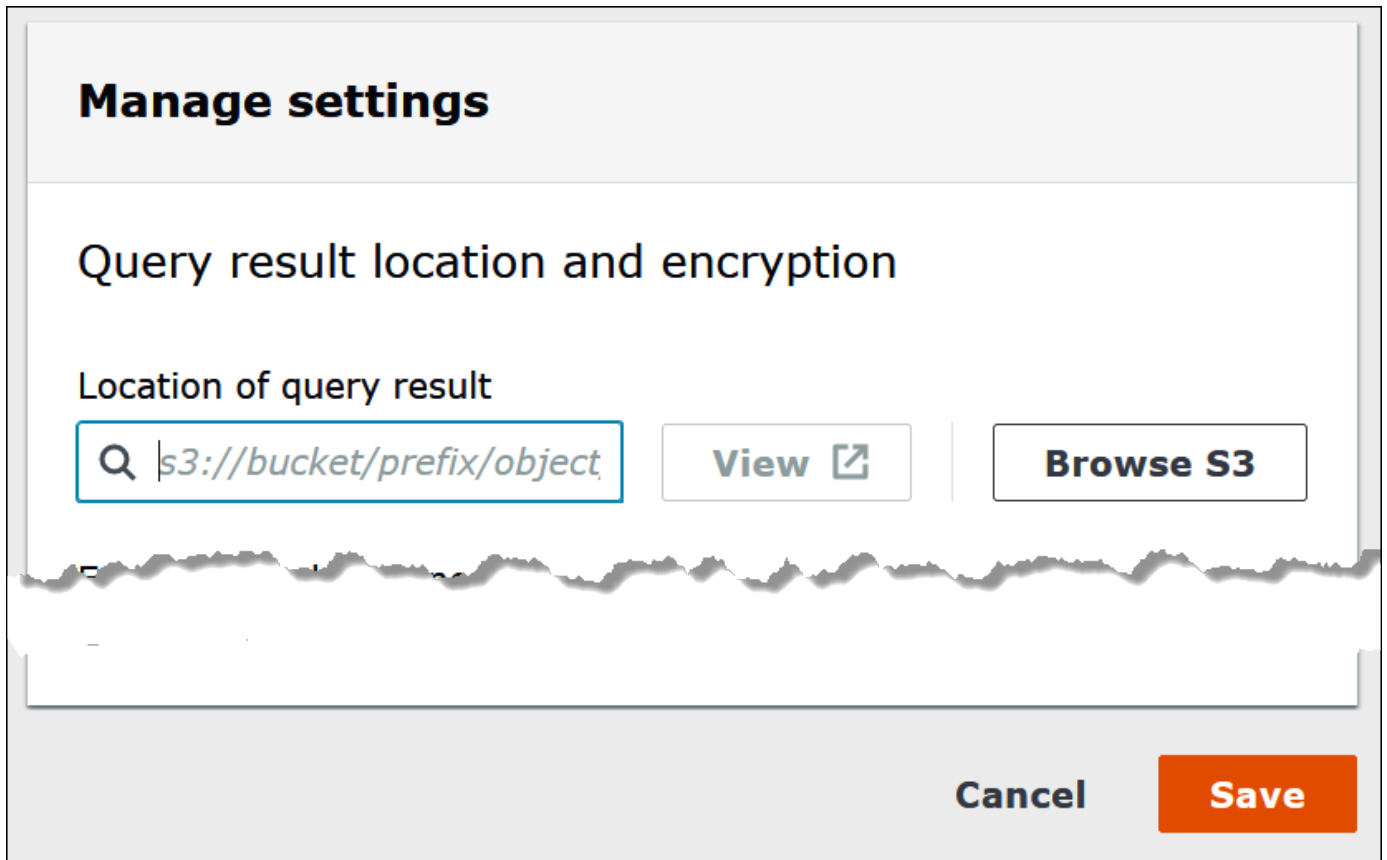 Manage settings
Query result location and encryption
Location of query result
s3://bucket/prefix/object
View
Browse S3
Cancel
Save